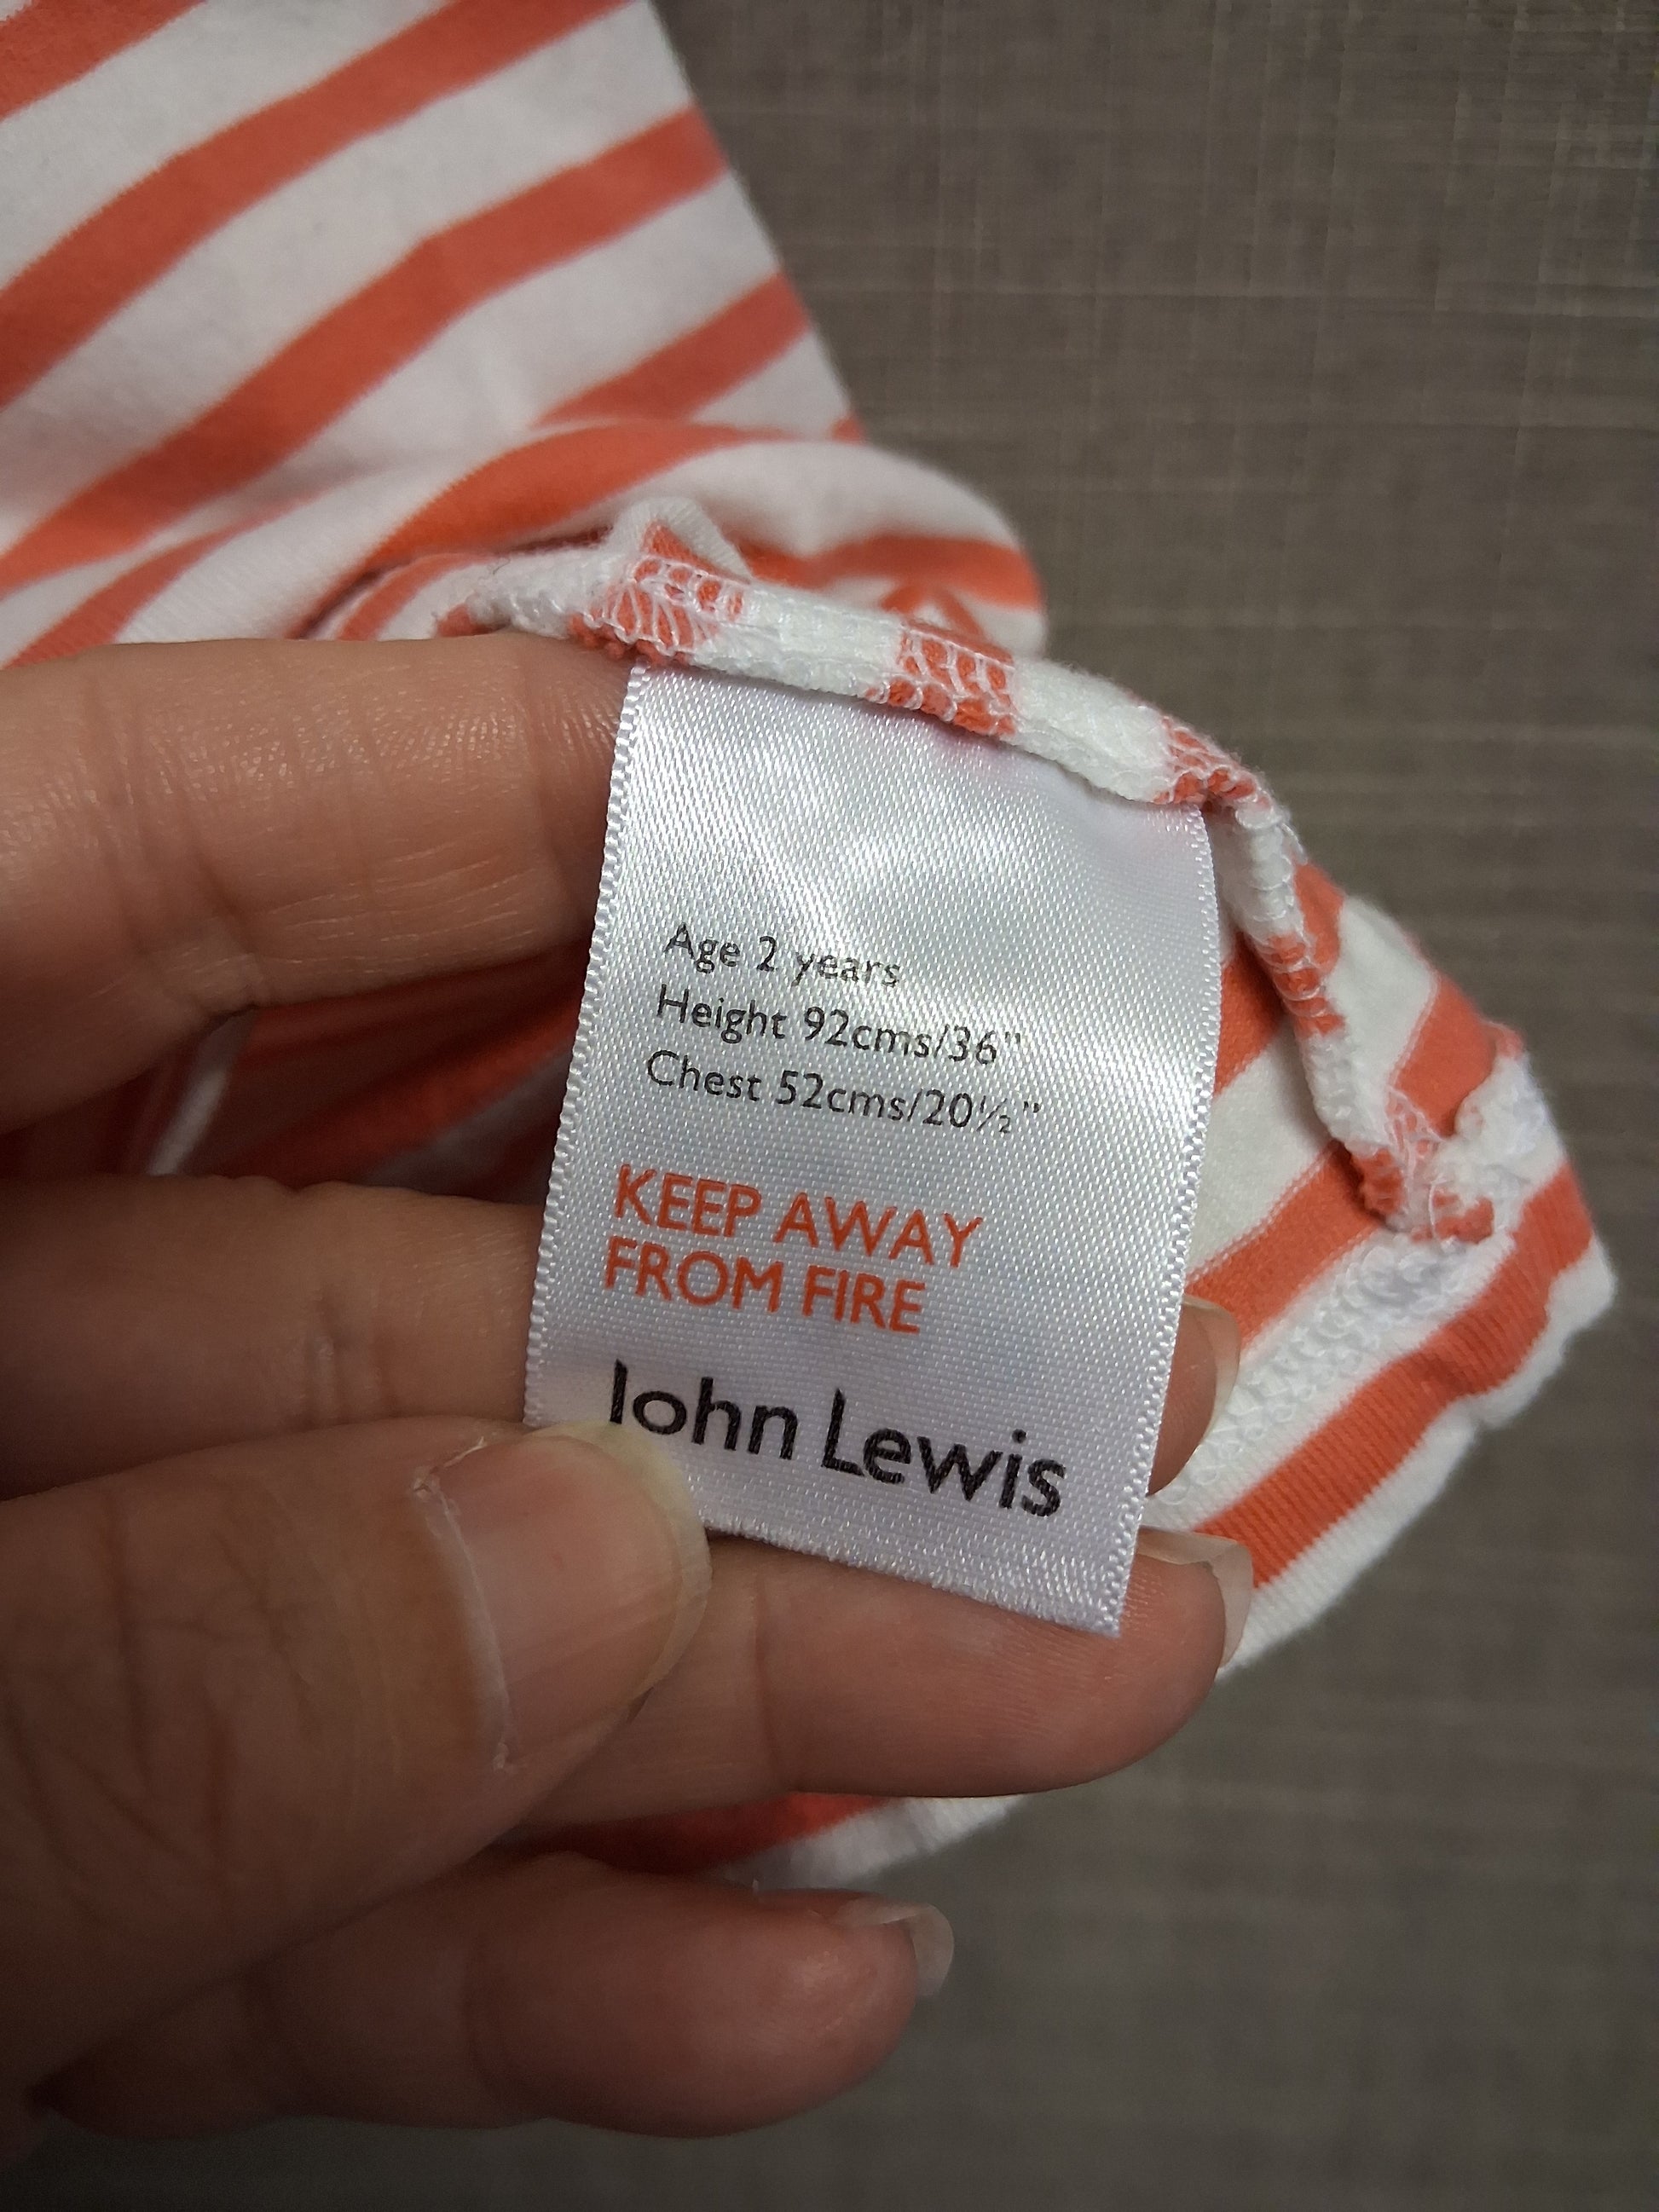 Age 2 years
Height 92cms/36"
Chest 52cms/20½"
KEEP AWAY
FROM FIRE
John Lewis